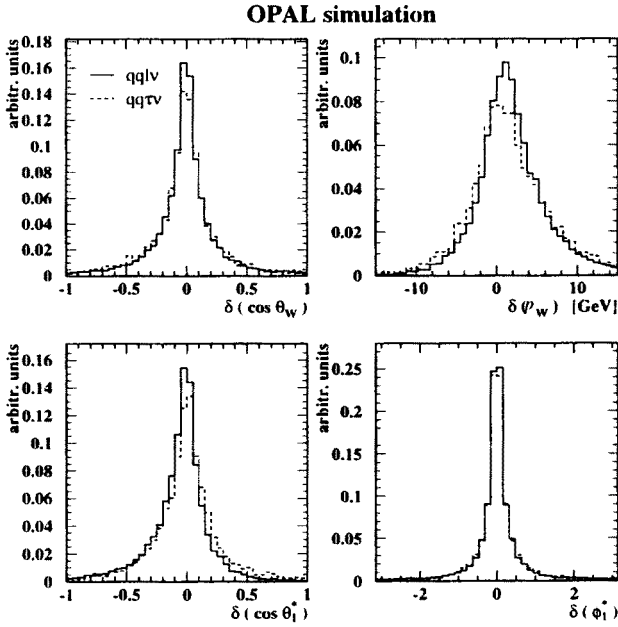 OPAL simulation
arbitr. units
0.18
0.16
0.14
0.12
0.1
0.08
0.06
0.04
0.02
0
qqlν
qqτν
-1 -0.5 0 0.5 1
δ ( cos θW )
arbitr. units
0.1
0.08
0.06
0.04
0.02
0
-10 0 10
δ (pW) [GeV]
arbitr. units
0.16
0.14
0.12
0.1
0.08
0.06
0.04
0.02
0
-1 -0.5 0 0.5 1
δ ( cos θ*l )
arbitr. units
0.25
0.2
0.15
0.1
0.05
0
-2 0 2
δ ( ϕ*l )